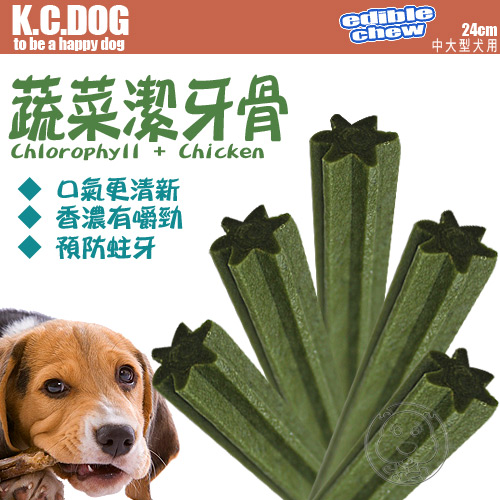 K.C.DOG
to be a happy dog
edible
chew
24cm
中大型犬用
蔬菜潔牙骨
Chlorophyll + Chicken
◆ 口氣更清新
◆ 香濃有嚼勁
◆ 預防蛀牙